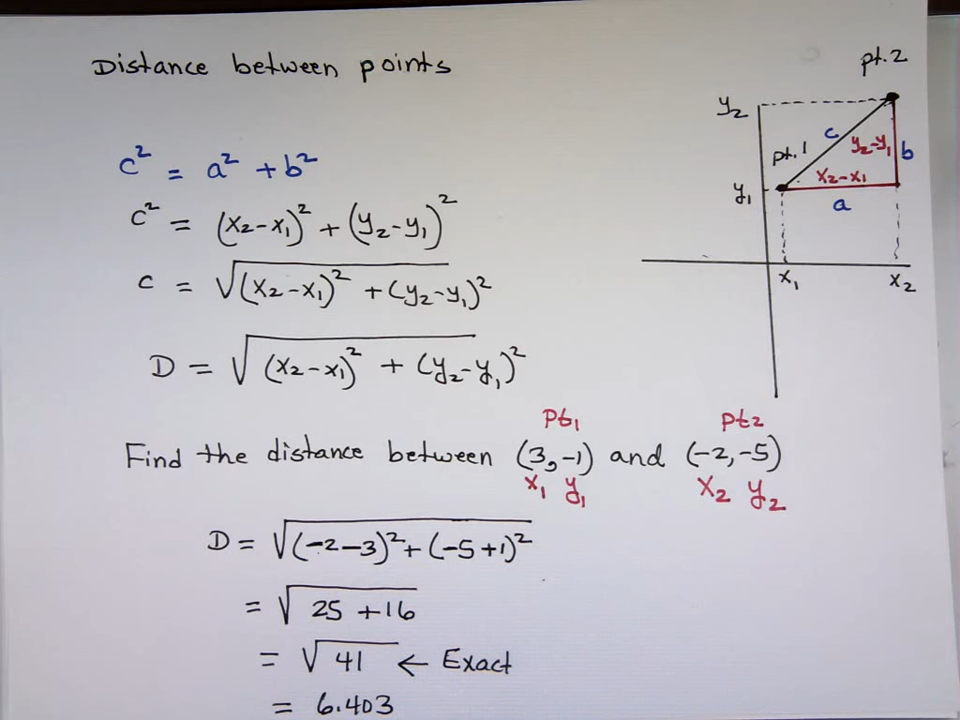 Distance between points
pt. 2
y₂
c
pt. 1
y₂-y₁
b
c² = a² + b²
x₂-x₁
y₁
a
c² = (x₂-x₁)² + (y₂-y₁)²
x₁
x₂
c = √(x₂-x₁)² + (y₂-y₁)²
D = √(x₂-x₁)² + (y₂-y₁)²
pt₁ pt₂
Find the distance between (3,-1) and (-2,-5)
x₁ y₁ x₂ y₂
D = √(-2-3)² + (-5+1)²
= √25 + 16
= √41 ← Exact
= 6.403